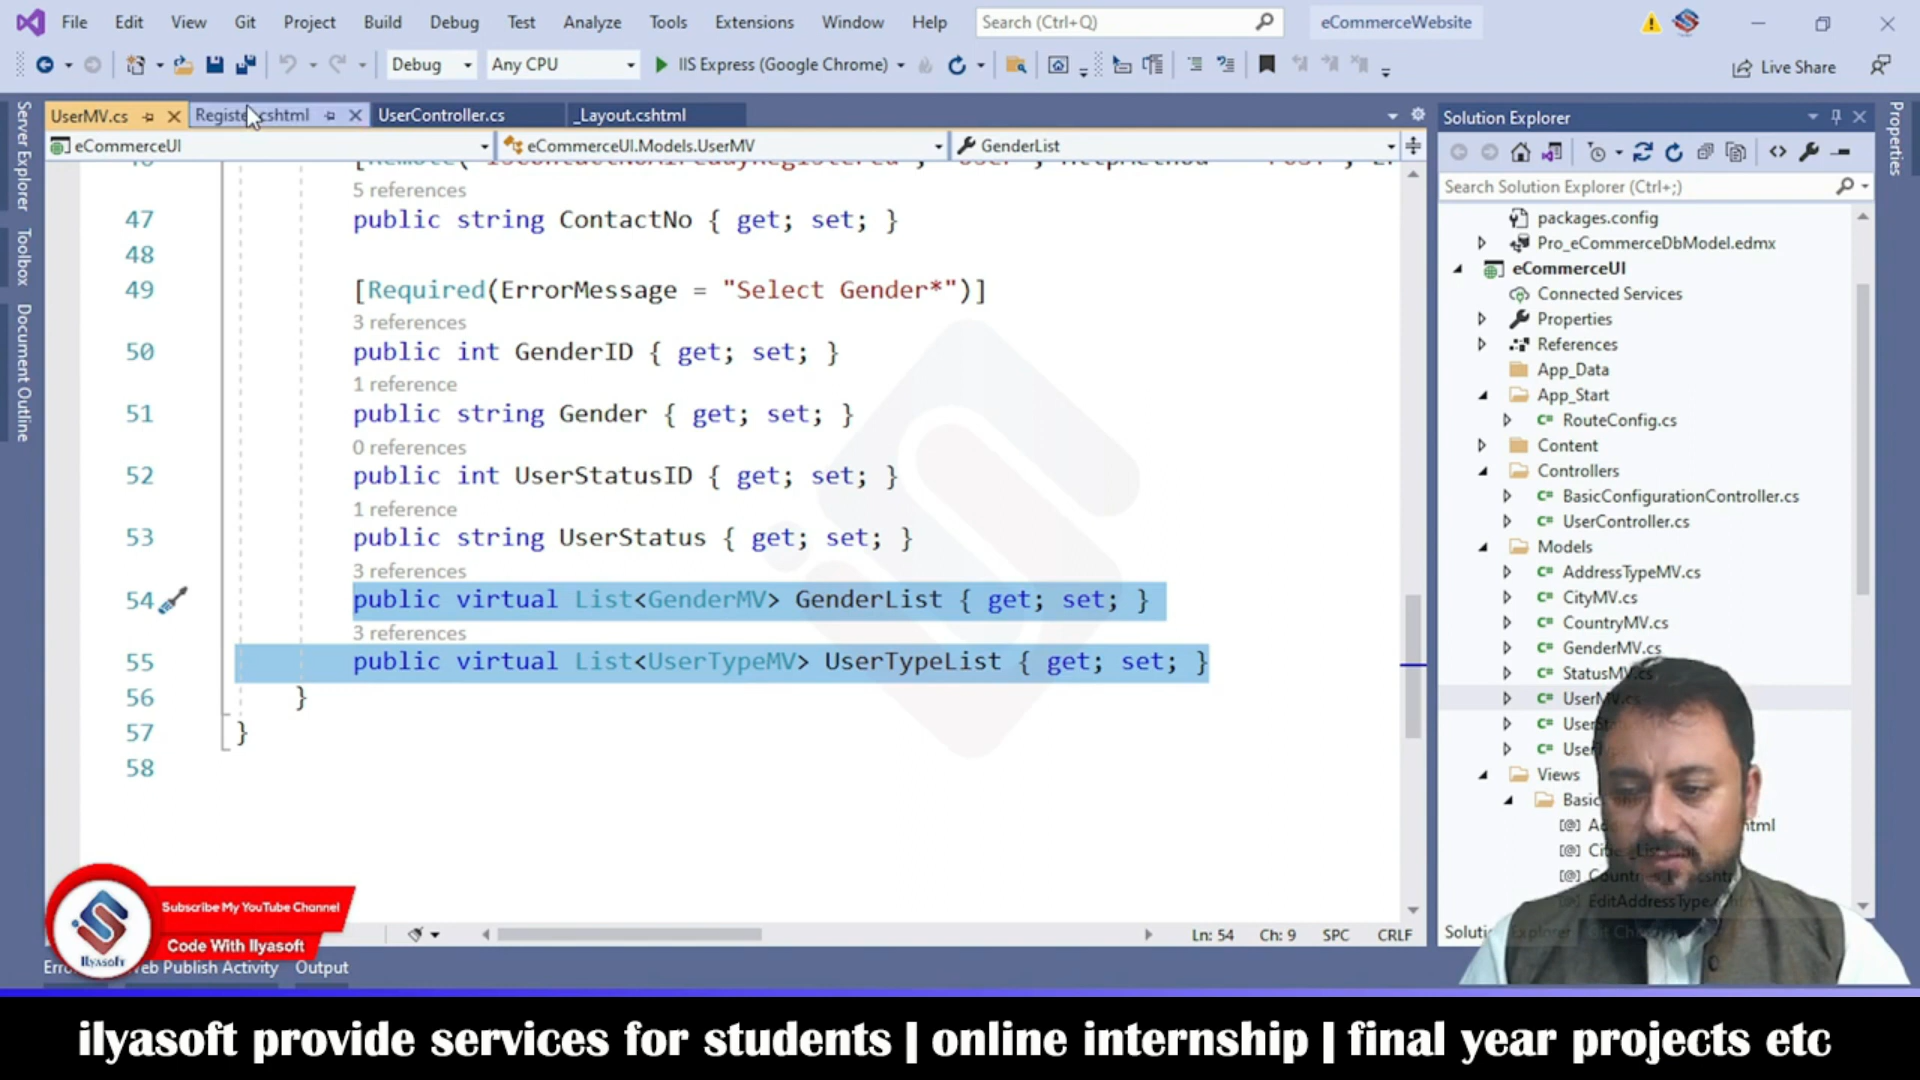 File Edit View Git Project Build Debug Test Analyze Tools Extensions Window Help Search (Ctrl+Q) eCommerceWebsite
Debug Any CPU IIS Express (Google Chrome) Live Share
UserMV.cs Register.cshtml UserController.cs _Layout.cshtml
eCommerceUI eCommerceUI.Models.UserMV GenderList
Server Explorer
Toolbox
Document Outline
5 references
47 public string ContactNo { get; set; }
48
49 [Required(ErrorMessage = "Select Gender*")]
3 references
50 public int GenderID { get; set; }
1 reference
51 public string Gender { get; set; }
0 references
52 public int UserStatusID { get; set; }
1 reference
53 public string UserStatus { get; set; }
3 references
54 public virtual List<GenderMV> GenderList { get; set; }
3 references
55 public virtual List<UserTypeMV> UserTypeList { get; set; }
56 }
57 }
58
Ln: 54 Ch: 9 SPC CRLF
Web Publish Activity Output
Solution Explorer
Search Solution Explorer (Ctrl+;)
packages.config
Pro_eCommerceDbModel.edmx
eCommerceUI
Connected Services
Properties
References
App_Data
App_Start
C# RouteConfig.cs
Content
Controllers
C# BasicConfigurationController.cs
C# UserController.cs
Models
C# AddressTypeMV.cs
C# CityMV.cs
C# CountryMV.cs
C# GenderMV.cs
C# StatusMV.cs
C# UserMV.cs
C#
C#
Views
Properties
Subscribe My YouTube Channel
Code With Ilyasoft
Ilyasoft
ilyasoft provide services for students | online internship | final year projects etc